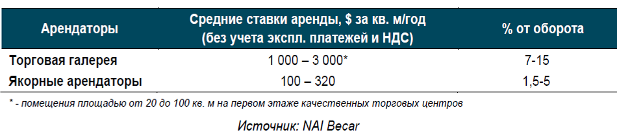 Арендаторы Средние ставки аренды, $ за кв. м/год % от оборота
(без учета экспл. платежей и НДС)
Торговая галерея 1 000 – 3 000* 7-15
Якорные арендаторы 100 – 320 1,5-5
* - помещения площадью от 20 до 100 кв. м на первом этаже качественных торговых центров
Источник: NAI Becar